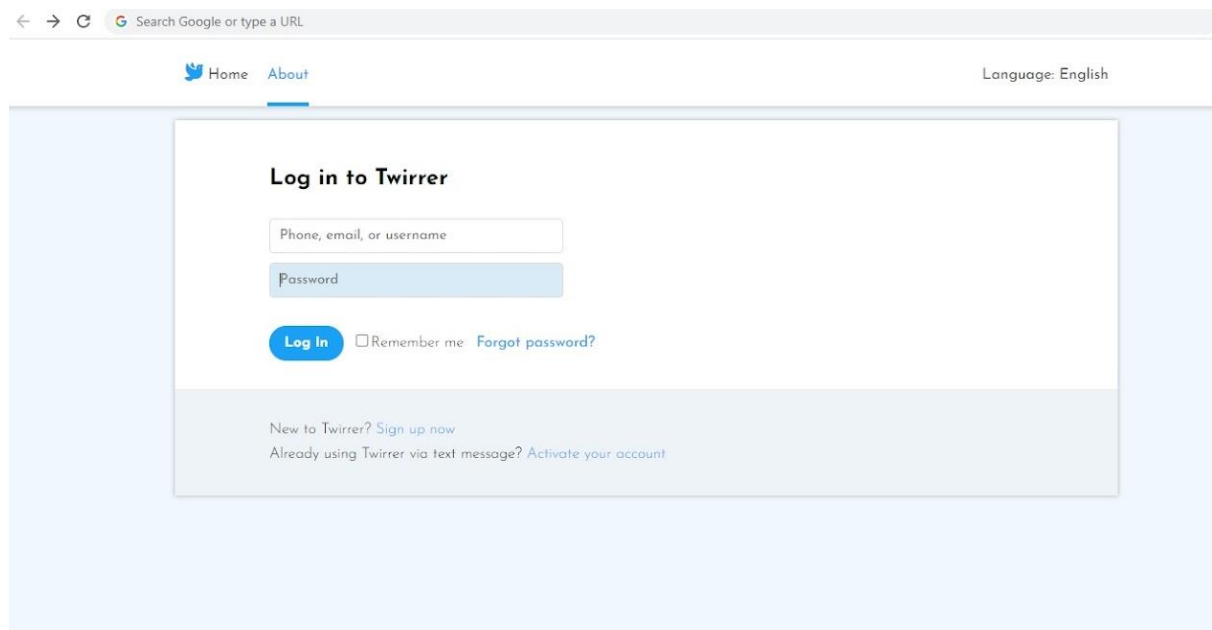 Search Google or type a URL
Home About Language: English
Log in to Twirrer
Phone, email, or username
Password
Log In Remember me Forgot password?
New to Twirrer? Sign up now
Already using Twirrer via text message? Activate your account